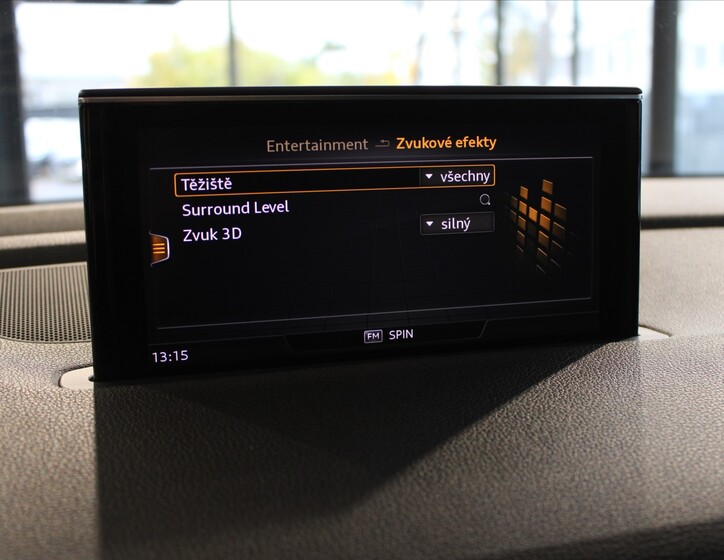 Entertainment Zvukové efekty
Těžiště všechny
Surround Level
Zvuk 3D silný
FM SPIN
13:15